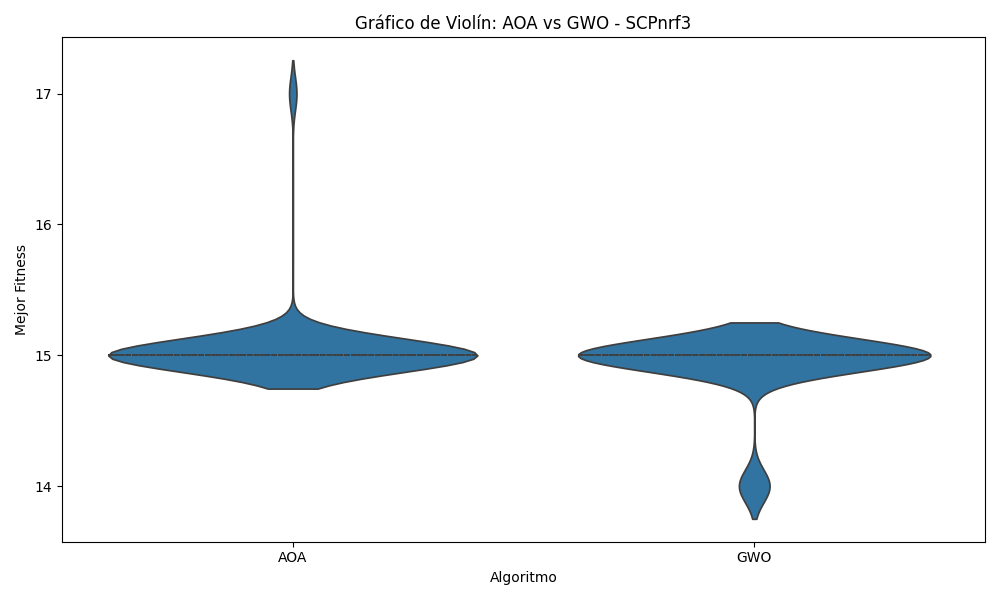 Gráfico de Violín: AOA vs GWO - SCPnrf3
17
16
15
14
Mejor Fitness
AOA
GWO
Algoritmo